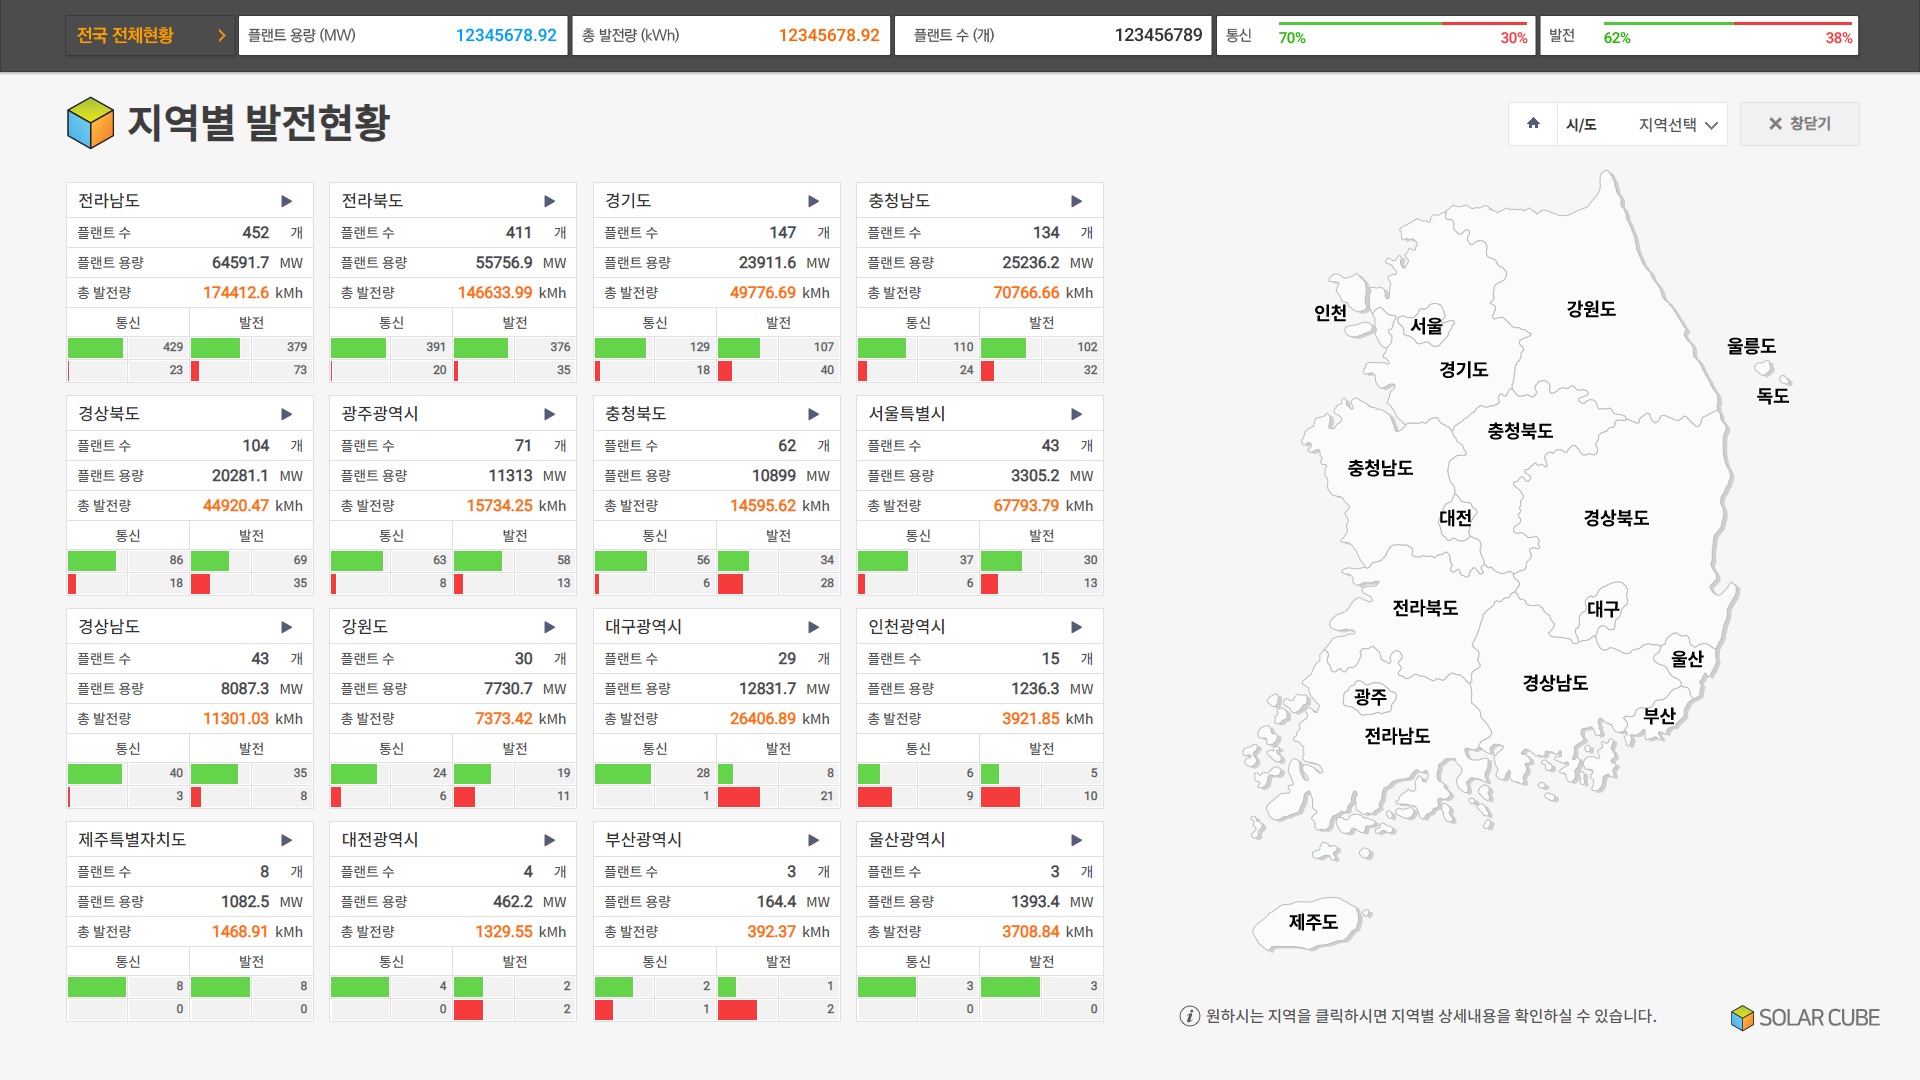 전국 전체현황
플랜트 용량 (MW) 12345678.92
총 발전량 (kWh) 12345678.92
플랜트 수 (개) 123456789
통신 70% 30%
발전 62% 38%
지역별 발전현황
시/도 지역선택
창닫기
전라남도
플랜트 수 452 개
플랜트 용량 64591.7 MW
총 발전량 174412.6 kMh
통신 발전
429 379
23 73
전라북도
플랜트 수 411 개
플랜트 용량 55756.9 MW
총 발전량 146633.99 kMh
통신 발전
391 376
20 35
경기도
플랜트 수 147 개
플랜트 용량 23911.6 MW
총 발전량 49776.69 kMh
통신 발전
129 107
18 40
충청남도
플랜트 수 134 개
플랜트 용량 25236.2 MW
총 발전량 70766.66 kMh
통신 발전
110 102
24 32
경상북도
플랜트 수 104 개
플랜트 용량 20281.1 MW
총 발전량 44920.47 kMh
통신 발전
86 69
18 35
광주광역시
플랜트 수 71 개
플랜트 용량 11313 MW
총 발전량 15734.25 kMh
통신 발전
63 58
8 13
충청북도
플랜트 수 62 개
플랜트 용량 10899 MW
총 발전량 14595.62 kMh
통신 발전
56 34
6 28
서울특별시
플랜트 수 43 개
플랜트 용량 3305.2 MW
총 발전량 67793.79 kMh
통신 발전
37 30
6 13
경상남도
플랜트 수 43 개
플랜트 용량 8087.3 MW
총 발전량 11301.03 kMh
통신 발전
40 35
3 8
강원도
플랜트 수 30 개
플랜트 용량 7730.7 MW
총 발전량 7373.42 kMh
통신 발전
24 19
6 11
대구광역시
플랜트 수 29 개
플랜트 용량 12831.7 MW
총 발전량 26406.89 kMh
통신 발전
28 8
1 21
인천광역시
플랜트 수 15 개
플랜트 용량 1236.3 MW
총 발전량 3921.85 kMh
통신 발전
6 5
9 10
제주특별자치도
플랜트 수 8 개
플랜트 용량 1082.5 MW
총 발전량 1468.91 kMh
통신 발전
8 8
0 0
대전광역시
플랜트 수 4 개
플랜트 용량 462.2 MW
총 발전량 1329.55 kMh
통신 발전
4 2
0 2
부산광역시
플랜트 수 3 개
플랜트 용량 164.4 MW
총 발전량 392.37 kMh
통신 발전
2 1
1 2
울산광역시
플랜트 수 3 개
플랜트 용량 1393.4 MW
총 발전량 3708.84 kMh
통신 발전
3 3
0 0
강원도
인천
서울
울릉도
경기도
독도
충청북도
충청남도
대전
경상북도
전라북도
대구
울산
경상남도
광주
부산
전라남도
제주도
i 원하시는 지역을 클릭하시면 지역별 상세내용을 확인하실 수 있습니다.
SOLAR CUBE